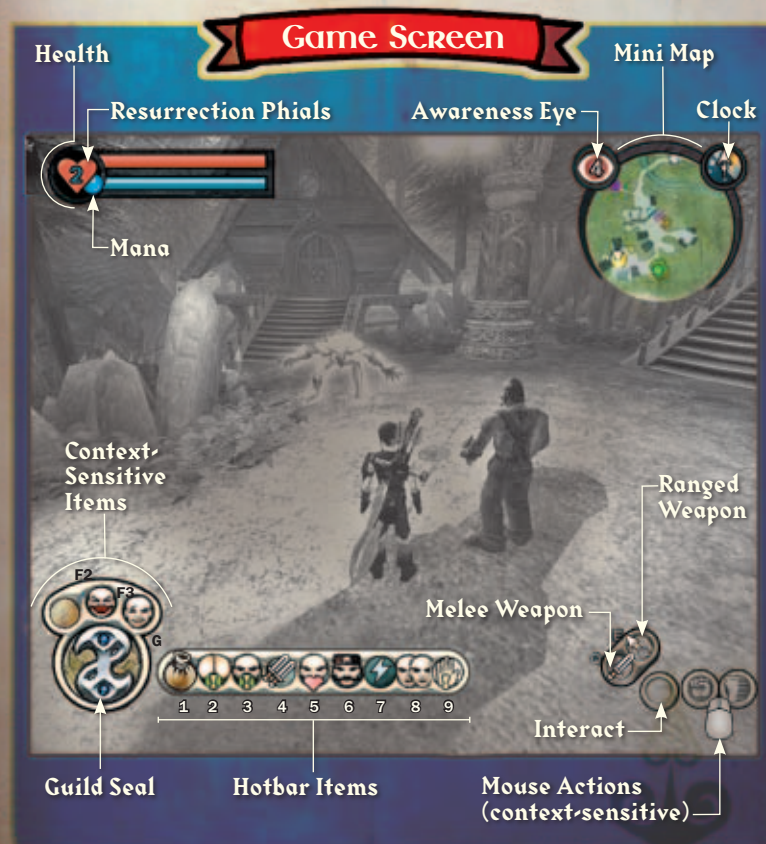 Game Screen
Health
Mini Map
Resurrection Phials
Awareness Eye
Clock
2
4
Mana
Context-
Sensitive
Items
Ranged
Weapon
F2
F3
Melee Weapon
G
1 2 3 4 5 6 7 8 9
Interact
Guild Seal
Hotbar Items
Mouse Actions
(context-sensitive)